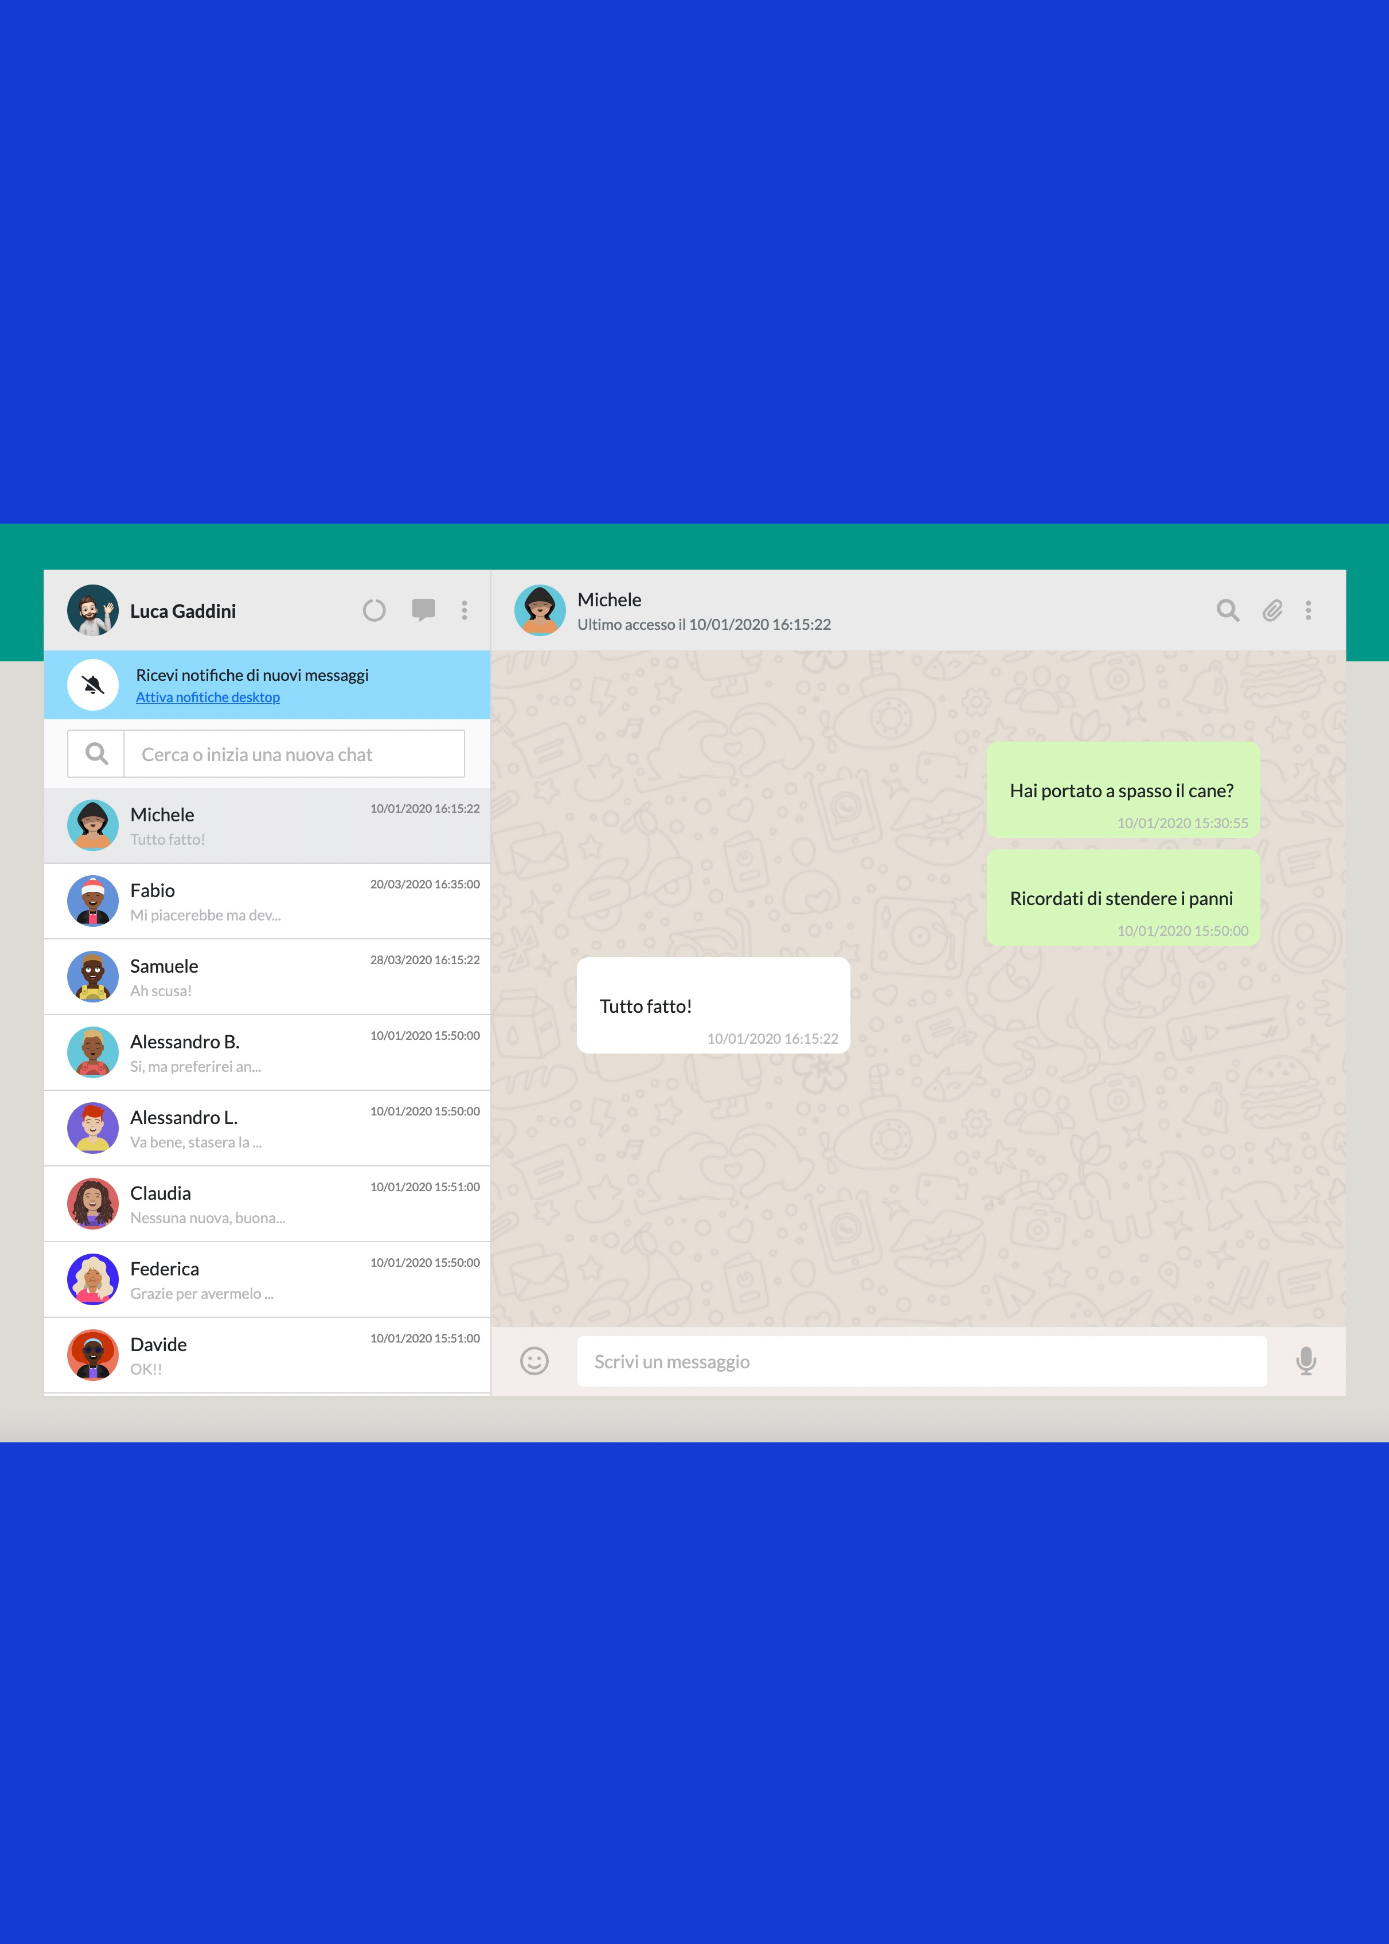 Luca Gaddini
Ricevi notifiche di nuovi messaggi
Attiva nofitiche desktop
Cerca o inizia una nuova chat
Michele
10/01/2020 16:15:22
Tutto fatto!
Fabio
20/03/2020 16:35:00
Mi piacerebbe ma dev...
Samuele
28/03/2020 16:15:22
Ah scusa!
Alessandro B.
10/01/2020 15:50:00
Si, ma preferirei an...
Alessandro L.
10/01/2020 15:50:00
Va bene, stasera la ...
Claudia
10/01/2020 15:51:00
Nessuna nuova, buona...
Federica
10/01/2020 15:50:00
Grazie per avermelo ...
Davide
10/01/2020 15:51:00
OK!!
Michele
Ultimo accesso il 10/01/2020 16:15:22
Hai portato a spasso il cane?
10/01/2020 15:30:55
Ricordati di stendere i panni
10/01/2020 15:50:00
Tutto fatto!
10/01/2020 16:15:22
Scrivi un messaggio